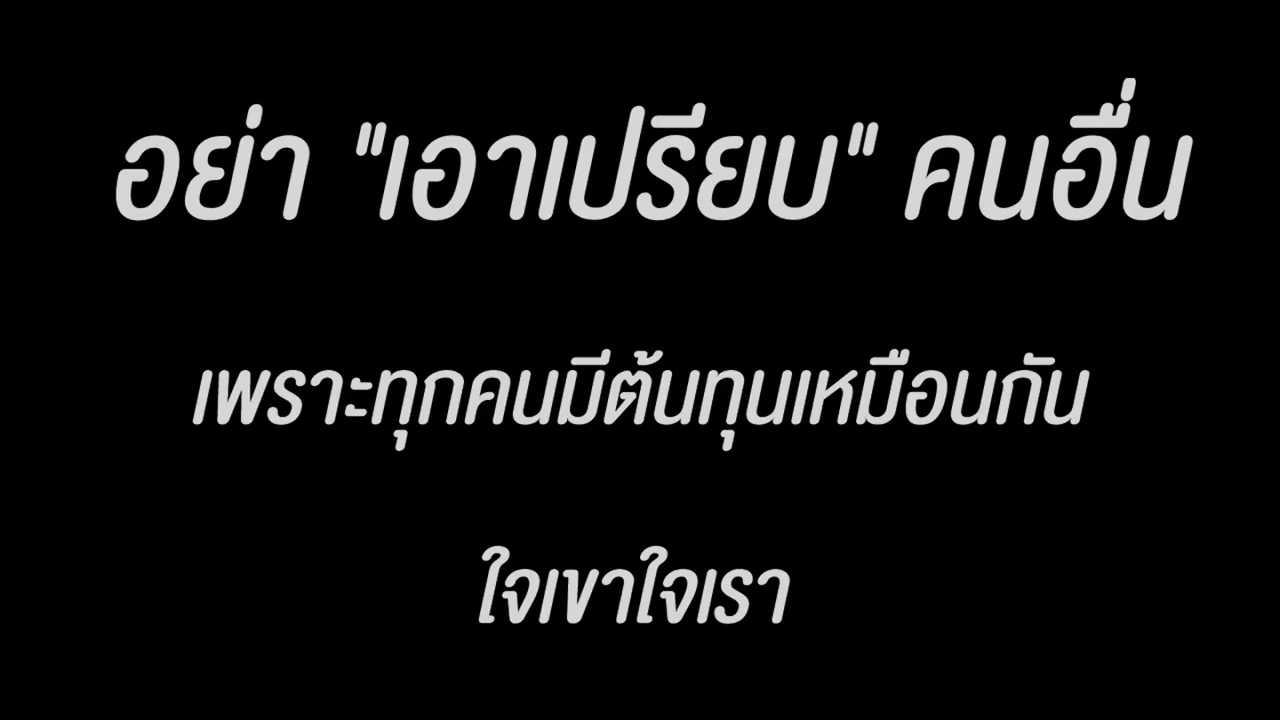 อย่า "เอาเปรียบ" คนอื่น
เพราะทุกคนมีต้นทุนเหมือนกัน
ใจเขาใจเรา